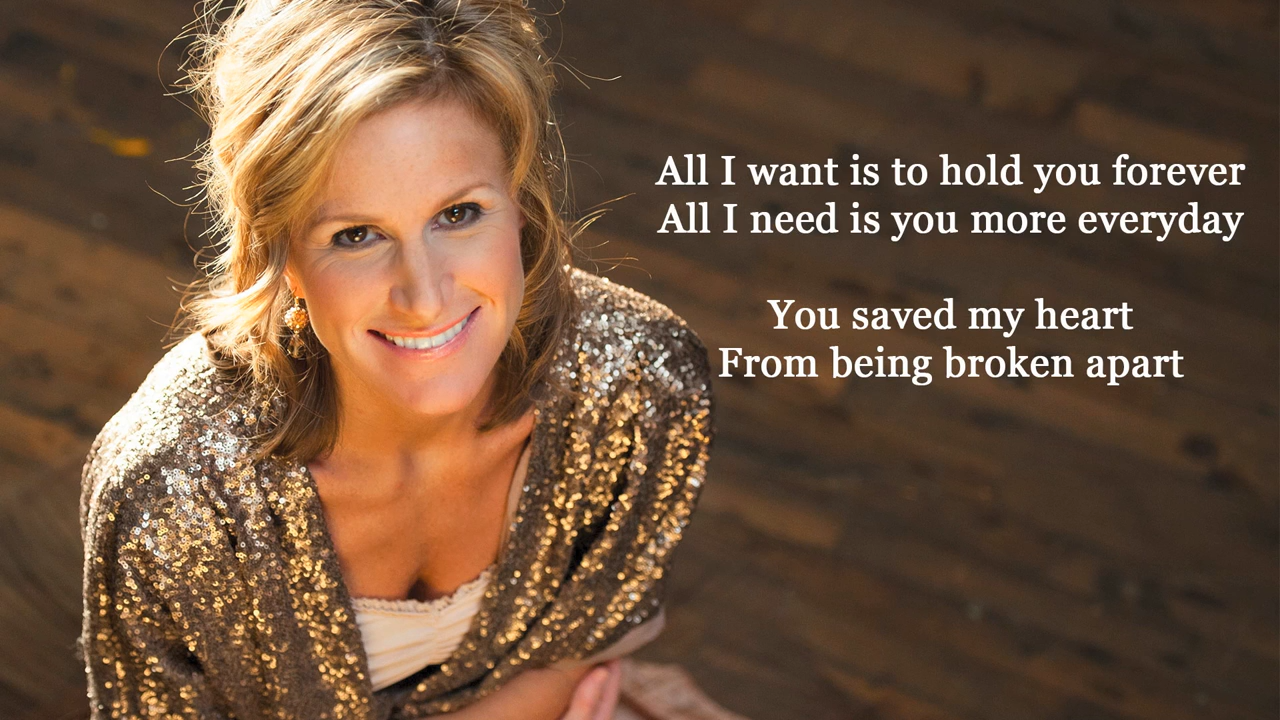 All I want is to hold you forever
All I need is you more everyday
You saved my heart
From being broken apart